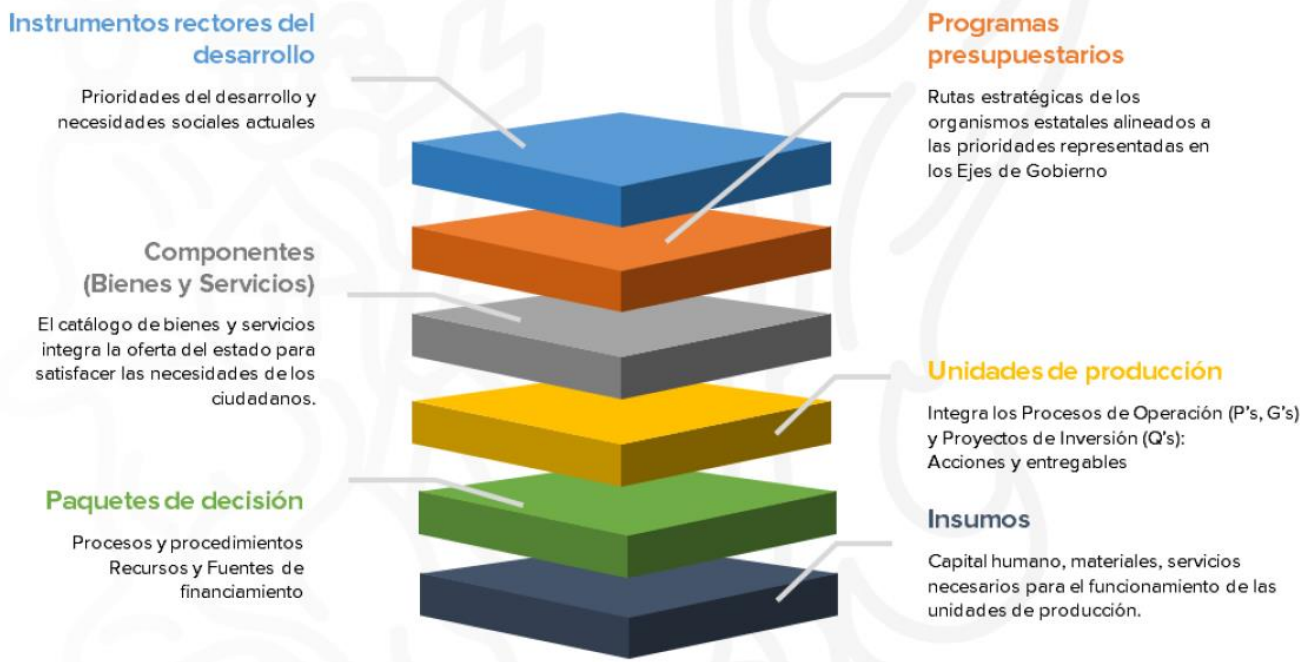 Instrumentos rectores del
desarrollo
Prioridades del desarrollo y
necesidades sociales actuales
Programas
presupuestarios
Rutas estratégicas de los
organismos estatales alineados a
las prioridades representadas en
los Ejes de Gobierno
Componentes
(Bienes y Servicios)
El catálogo de bienes y servicios
integra la oferta del estado para
satisfacer las necesidades de los
ciudadanos.
Unidades de producción
Integra los Procesos de Operación (P's, G's)
y Proyectos de Inversión (Q's):
Acciones y entregables
Paquetes de decisión
Procesos y procedimientos
Recursos y Fuentes de
financiamiento
Insumos
Capital humano, materiales, servicios
necesarios para el funcionamiento de las
unidades de producción.